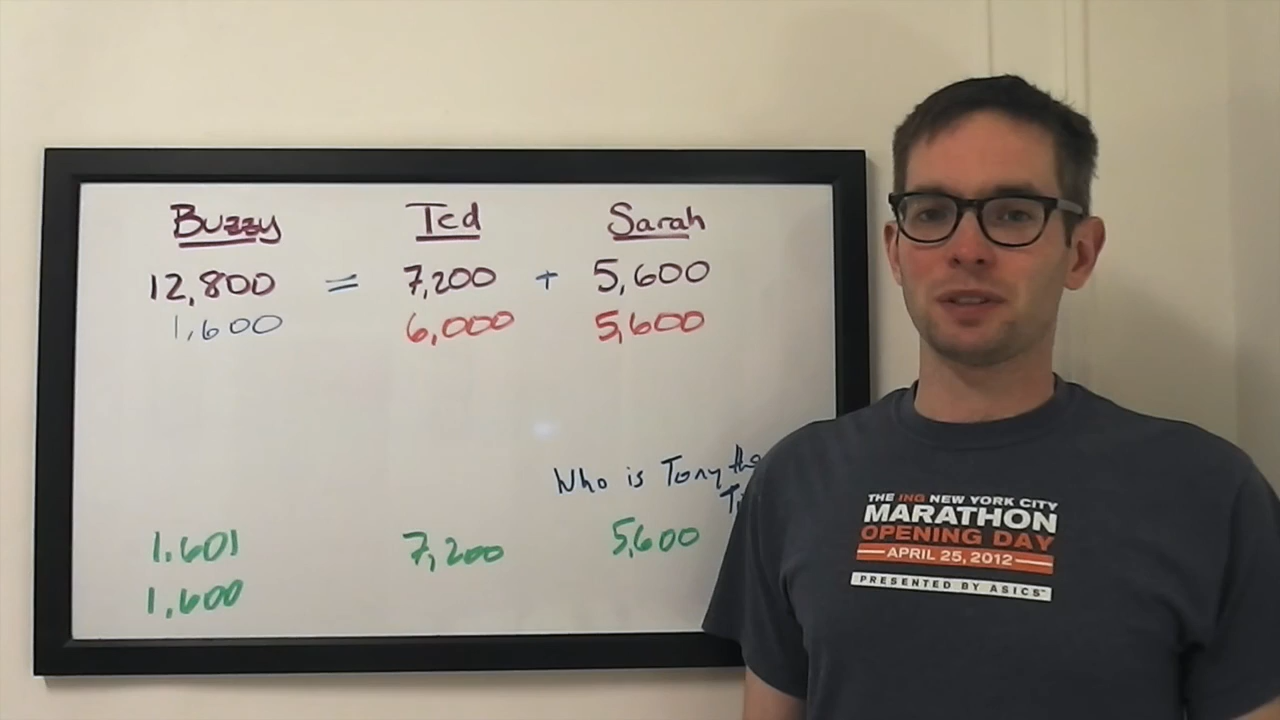 Buzzy Ted Sarah
12,800 = 7,200 + 5,600
1,600 6,000 5,600
Who is Tony the
1,601 7,200 5,600
1,600
THE ING NEW YORK CITY
MARATHON
OPENING DAY
APRIL 25, 2012
PRESENTED BY ASICS